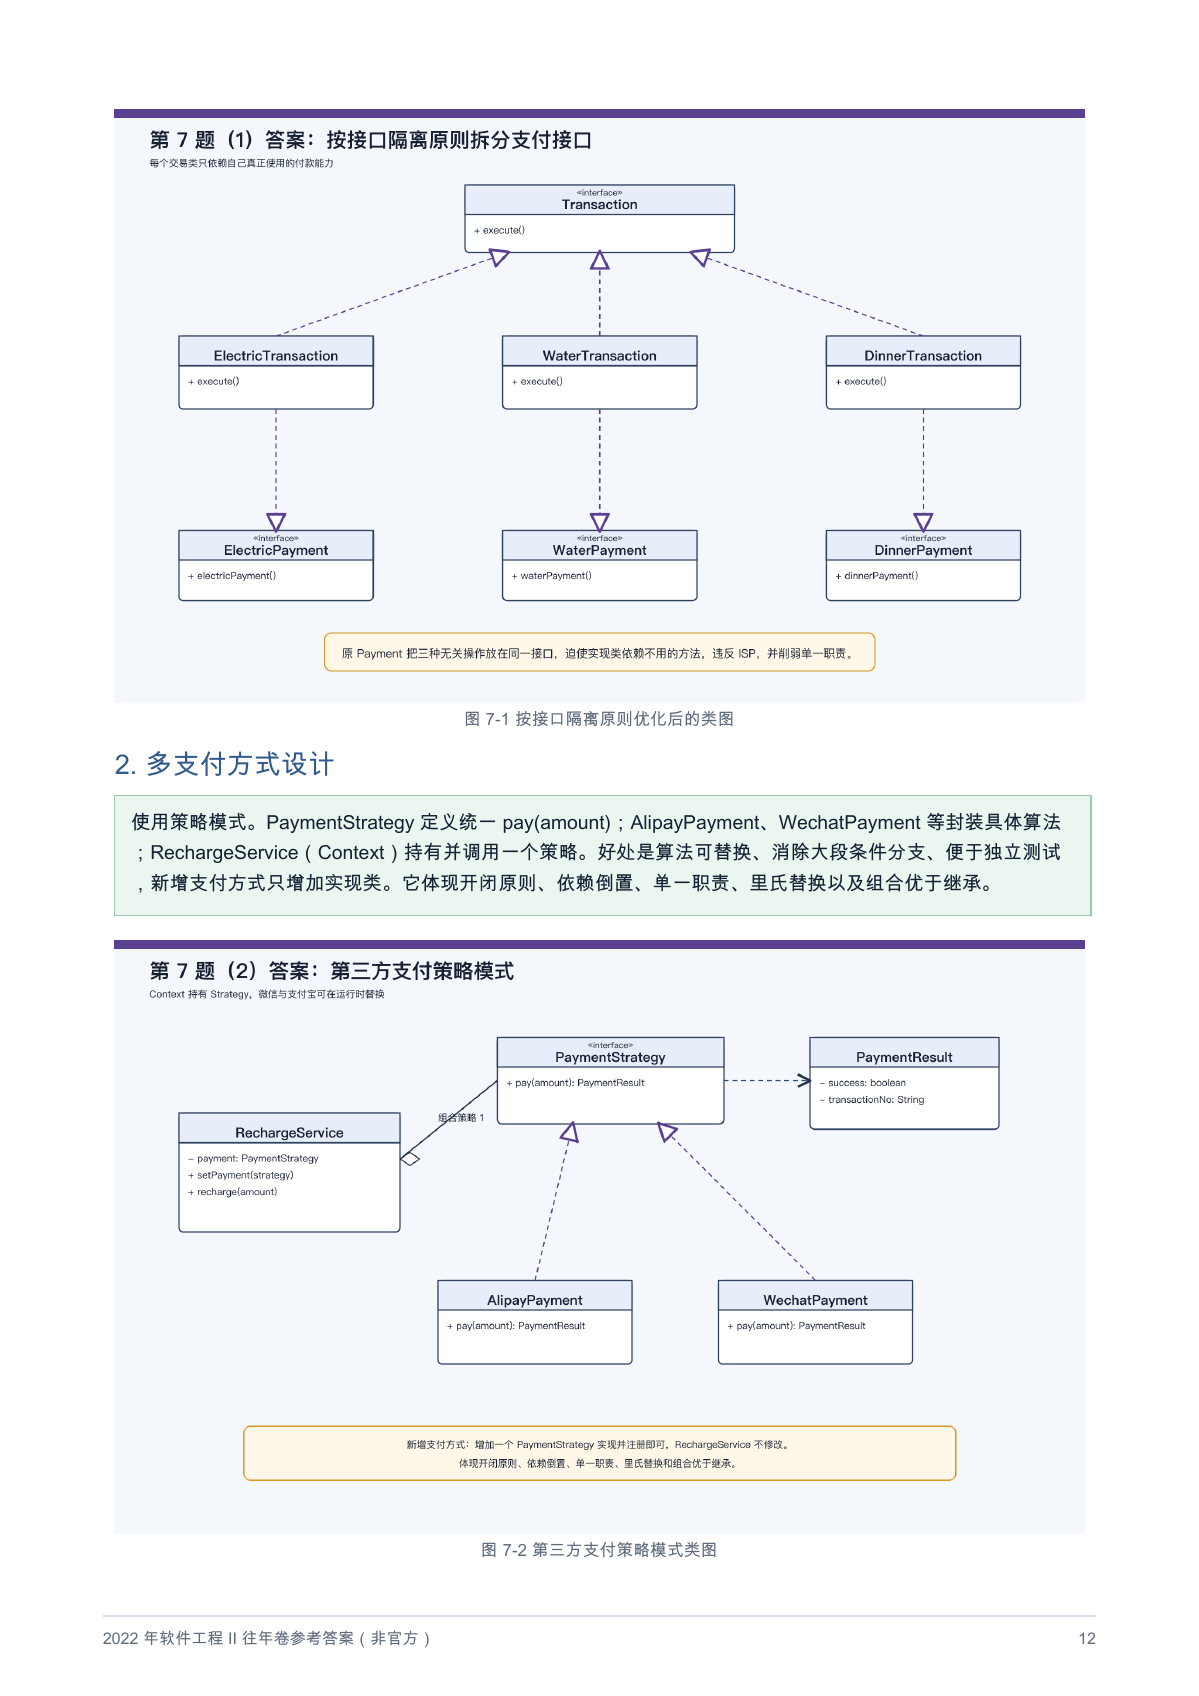 第 7 题（1）答案：按接口隔离原则拆分支付接口
每个交易类只依赖自己真正使用的付款能力
«interface»
Transaction
+ execute()
ElectricTransaction
+ execute()
WaterTransaction
+ execute()
DinnerTransaction
+ execute()
«interface»
ElectricPayment
+ electricPayment()
«interface»
WaterPayment
+ waterPayment()
«interface»
DinnerPayment
+ dinnerPayment()
原 Payment 把三种无关操作放在同一接口，迫使实现类依赖不用的方法，违反 ISP，并削弱单一职责。
图 7-1 按接口隔离原则优化后的类图
2. 多支付方式设计
使用策略模式。PaymentStrategy 定义统一 pay(amount)；AlipayPayment、WechatPayment 等封装具体算法
；RechargeService（Context）持有并调用一个策略。好处是算法可替换、消除大段条件分支、便于独立测试
，新增支付方式只增加实现类。它体现开闭原则、依赖倒置、单一职责、里氏替换以及组合优于继承。
第 7 题（2）答案：第三方支付策略模式
Context 持有 Strategy，微信与支付宝可在运行时替换
«interface»
PaymentStrategy
+ pay(amount): PaymentResult
PaymentResult
– success: boolean
– transactionNo: String
组合策略 1
RechargeService
– payment: PaymentStrategy
+ setPayment(strategy)
+ recharge(amount)
AlipayPayment
+ pay(amount): PaymentResult
WechatPayment
+ pay(amount): PaymentResult
新增支付方式：增加一个 PaymentStrategy 实现并注册即可，RechargeService 不修改。
体现开闭原则、依赖倒置、单一职责、里氏替换和组合优于继承。
图 7-2 第三方支付策略模式类图
2022 年软件工程 II 往年卷参考答案（非官方）
12